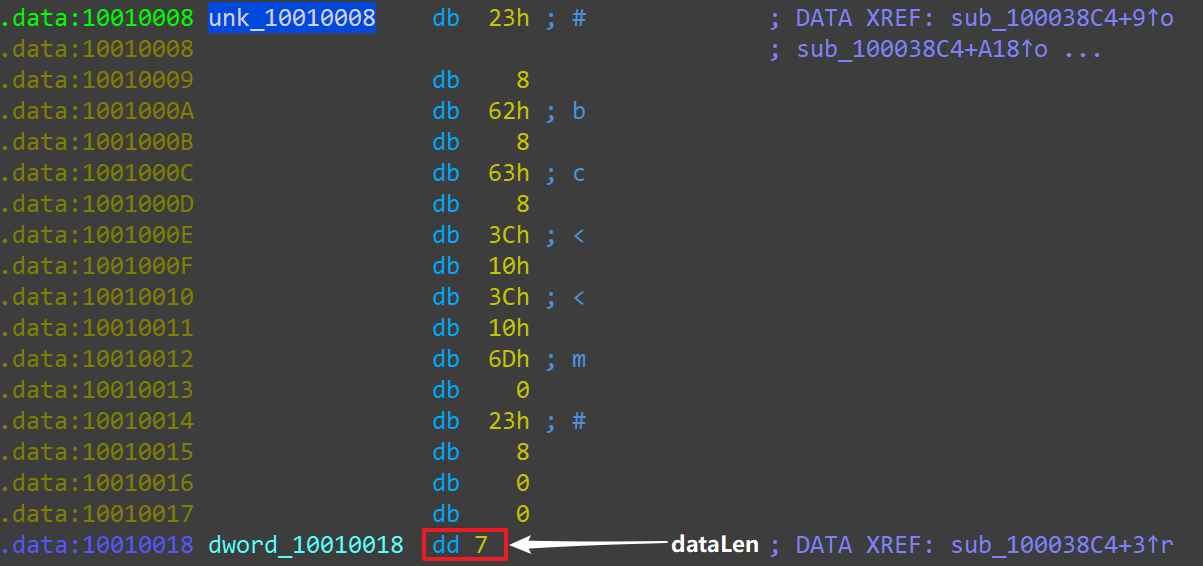 .data:10010008 unk_10010008 db 23h ; # ; DATA XREF: sub_100038C4+9↑o
.data:10010008 ; sub_100038C4+A18↑o ...
.data:10010009 db 8
.data:1001000A db 62h ; b
.data:1001000B db 8
.data:1001000C db 63h ; c
.data:1001000D db 8
.data:1001000E db 3Ch ; <
.data:1001000F db 10h
.data:10010010 db 3Ch ; <
.data:10010011 db 10h
.data:10010012 db 6Dh ; m
.data:10010013 db 0
.data:10010014 db 23h ; #
.data:10010015 db 8
.data:10010016 db 0
.data:10010017 db 0
.data:10010018 dword_10010018 dd 7 dataLen ; DATA XREF: sub_100038C4+3↑r